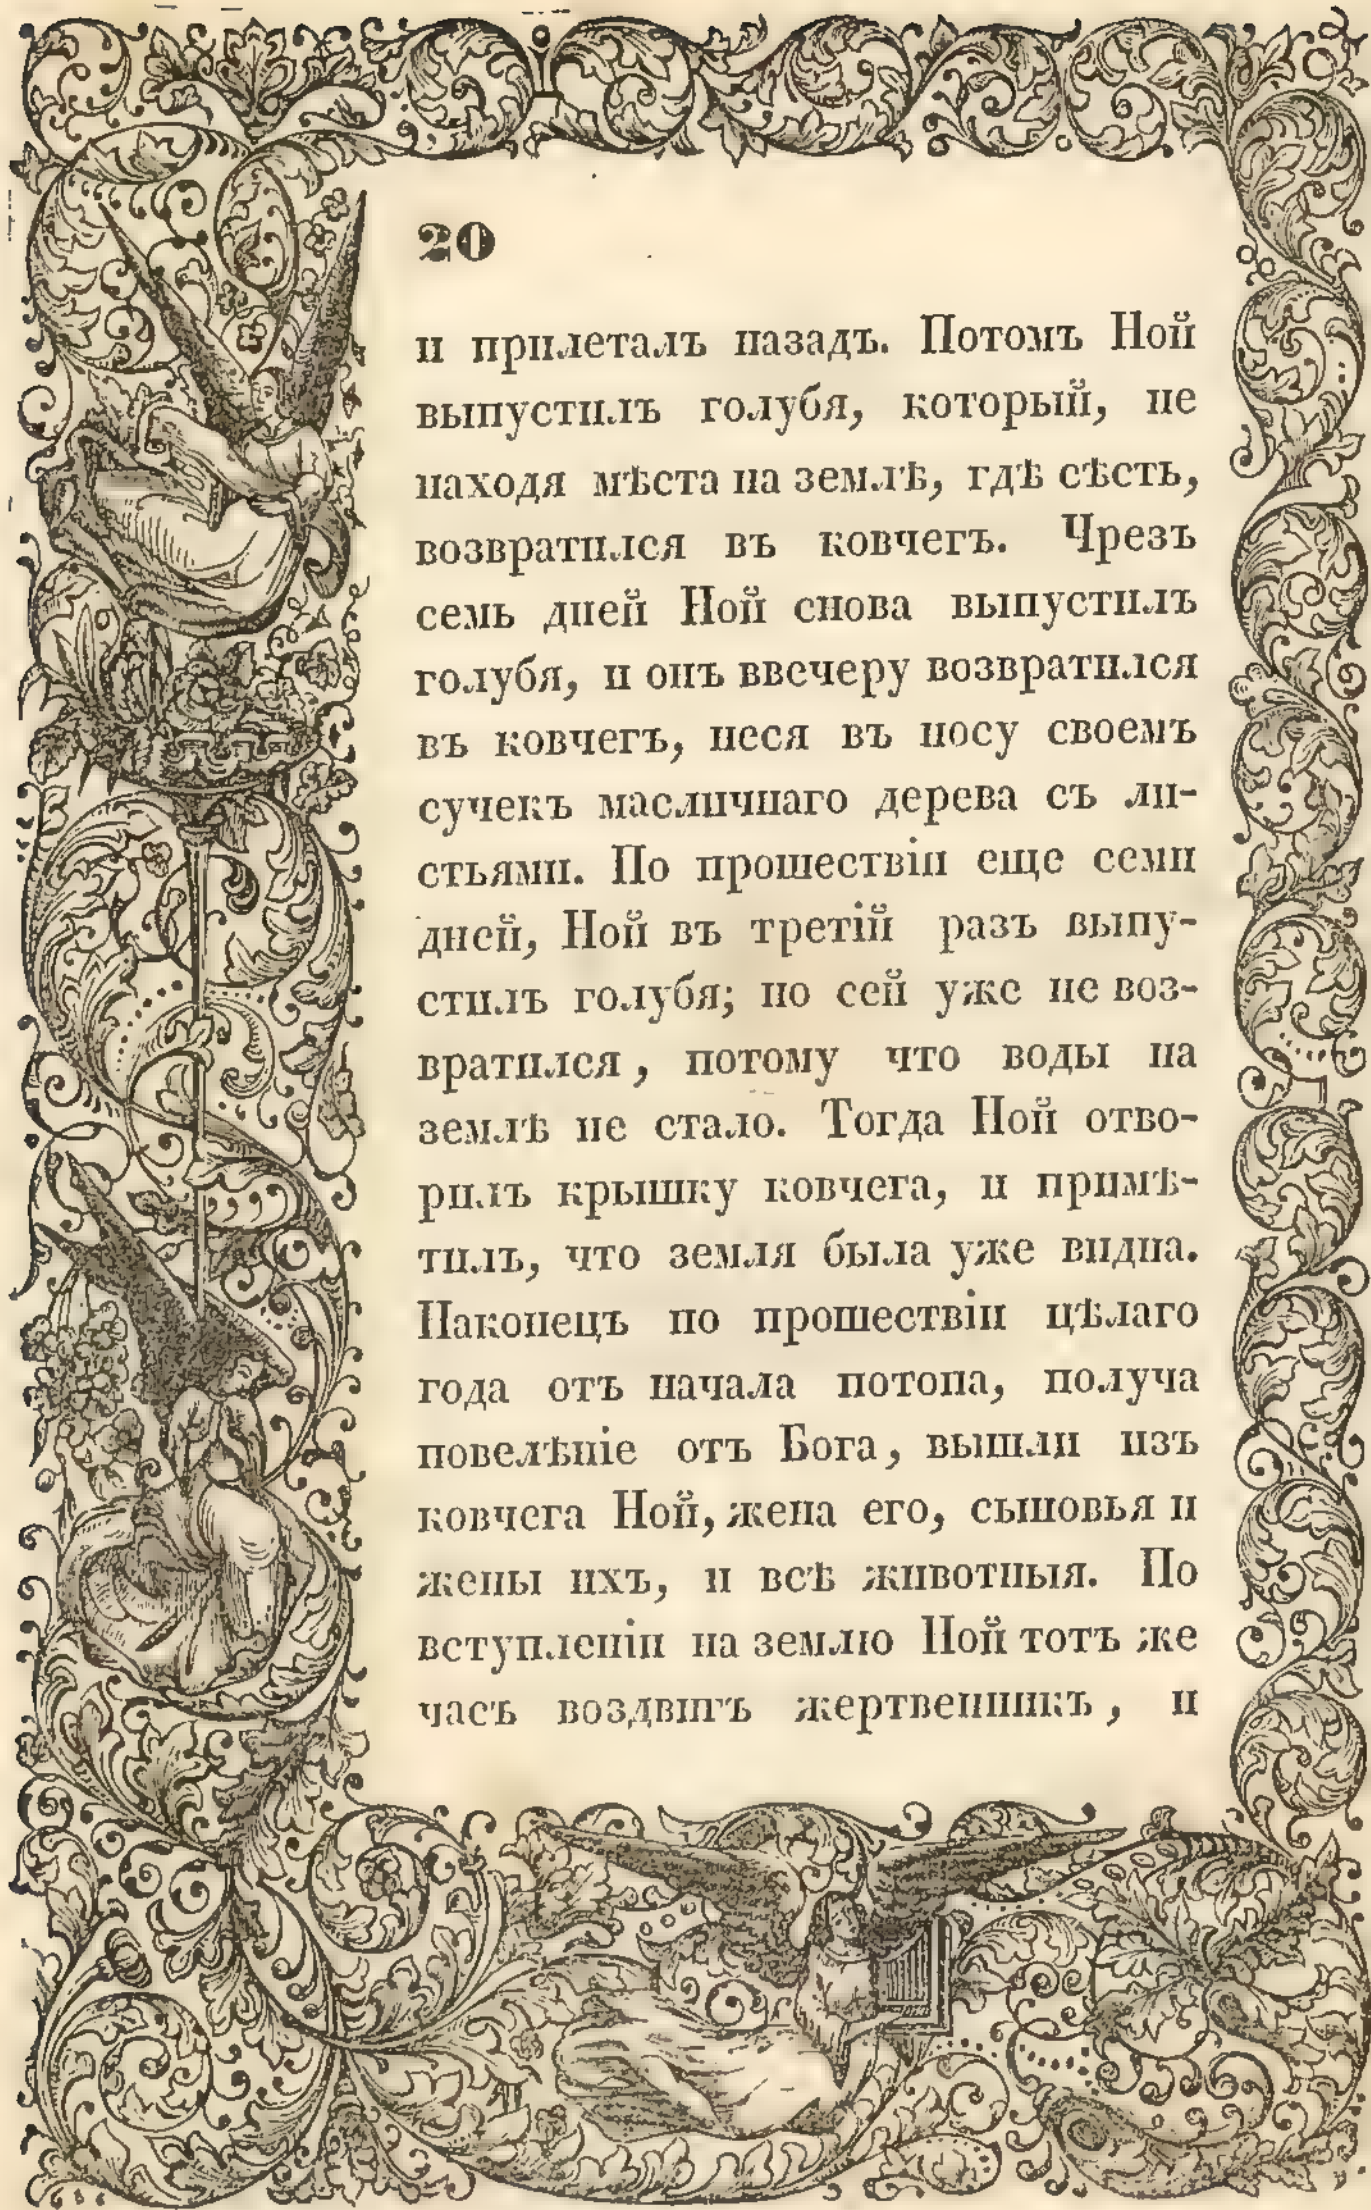 20
и прилеталъ назадъ. Потомъ Ной
выпустилъ голубя, который, не
находя мѣста на землѣ, гдѣ сѣсть,
возвратился въ ковчегъ. Чрезъ
семь дней Ной снова выпустилъ
голубя, и онъ ввечеру возвратился
въ ковчегъ, неся въ носу своемъ
сучекъ масличнаго дерева съ ли-
стьями. По прошествіи еще семи
дней, Ной въ третій разъ выпу-
стилъ голубя; но сей уже не воз-
вратился, потому что воды на
землѣ не стало. Тогда Ной отво-
рилъ крышку ковчега, и примѣ-
тилъ, что земля была уже видна.
Наконецъ по прошествіи цѣлаго
года отъ начала потопа, получа
повелѣніе отъ Бога, вышли изъ
ковчега Ной, жена его, сыновья и
жены ихъ, и всѣ животныя. По
вступленіи на землю Ной тотъ же
часъ воздвигъ жертвенникъ, и